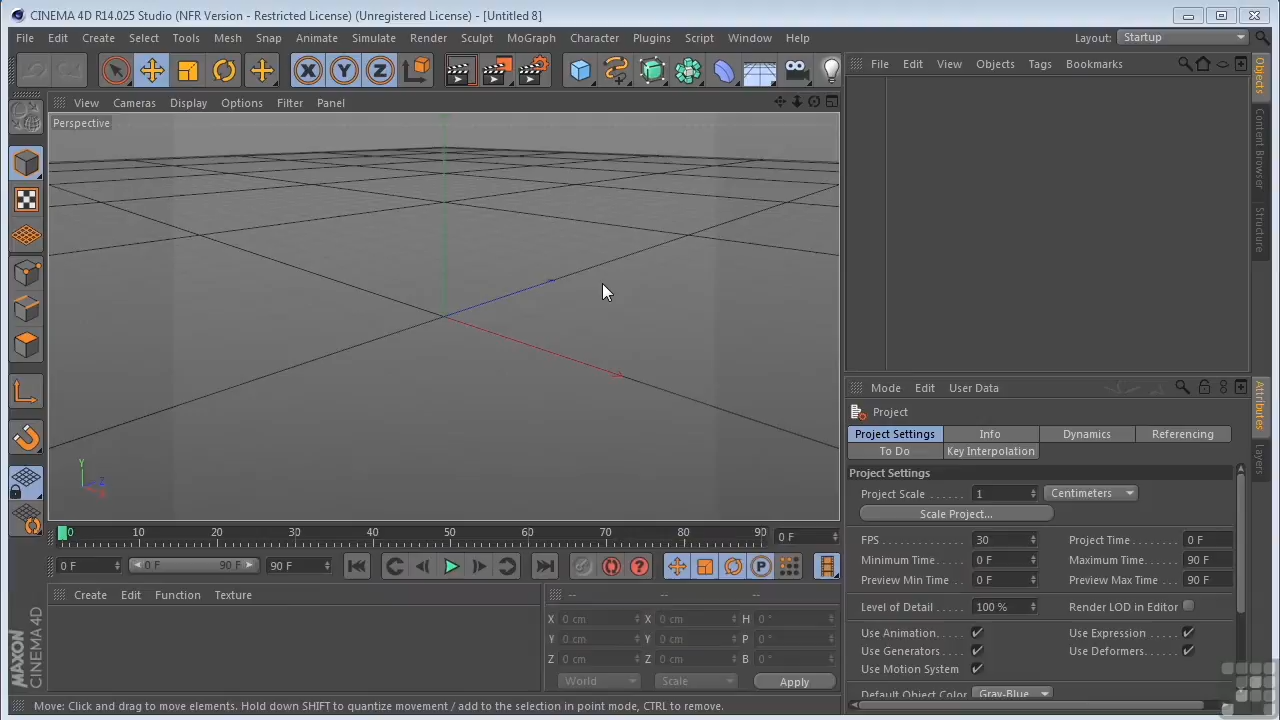 CINEMA 4D R14.025 Studio (NFR Version - Restricted License) (Unregistered License) - [Untitled 8]
File Edit Create Select Tools Mesh Snap Animate Simulate Render Sculpt MoGraph Character Plugins Script Window Help Layout: Startup
X Y Z
File Edit View Objects Tags Bookmarks
Objects
Content Browser
Structure
View Cameras Display Options Filter Panel
Perspective
Y
Z
X
Mode Edit User Data
Attributes
Layers
Project
Project Settings Info Dynamics Referencing
To Do Key Interpolation
Project Settings
Project Scale . . . . . . 1 Centimeters
Scale Project...
FPS 30 Project Time 0 F
Minimum Time 0 F Maximum Time 90 F
Preview Min Time 0 F Preview Max Time 90 F
Level of Detail 100 % Render LOD in Editor
Use Animation Use Expression
Use Generators Use Deformers
Use Motion System
Default Object Color Gray-Blue
0 10 20 30 40 50 60 70 80 90 0 F
0 F 0 F 90 F 90 F
P
Create Edit Function Texture
-- -- --
X 0 cm X 0 cm H 0 °
Y 0 cm Y 0 cm P 0 °
Z 0 cm Z 0 cm B 0 °
World Scale Apply
MAXON
CINEMA 4D
Move: Click and drag to move elements. Hold down SHIFT to quantize movement / add to the selection in point mode, CTRL to remove.